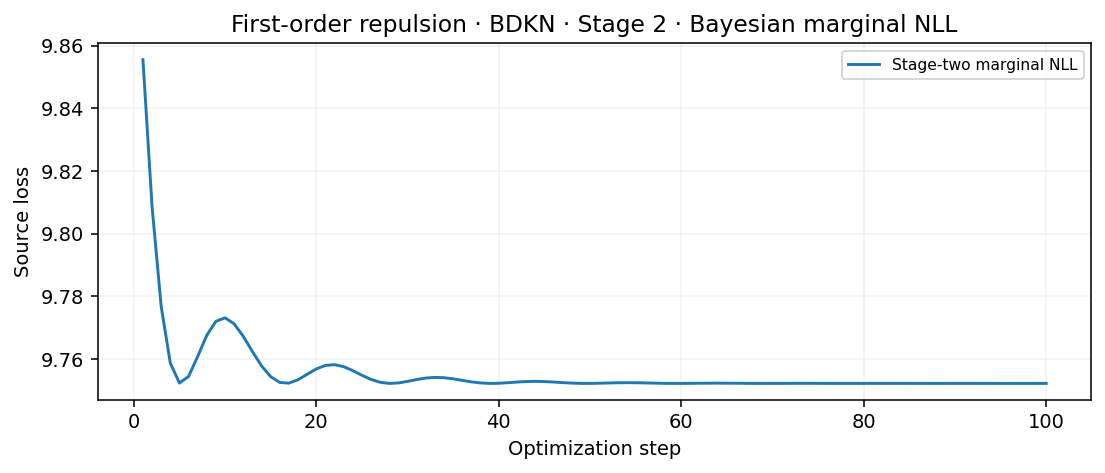 First-order repulsion · BDKN · Stage 2 · Bayesian marginal NLL
Stage-two marginal NLL
Source loss
9.86
9.84
9.82
9.80
9.78
9.76
0 20 40 60 80 100
Optimization step